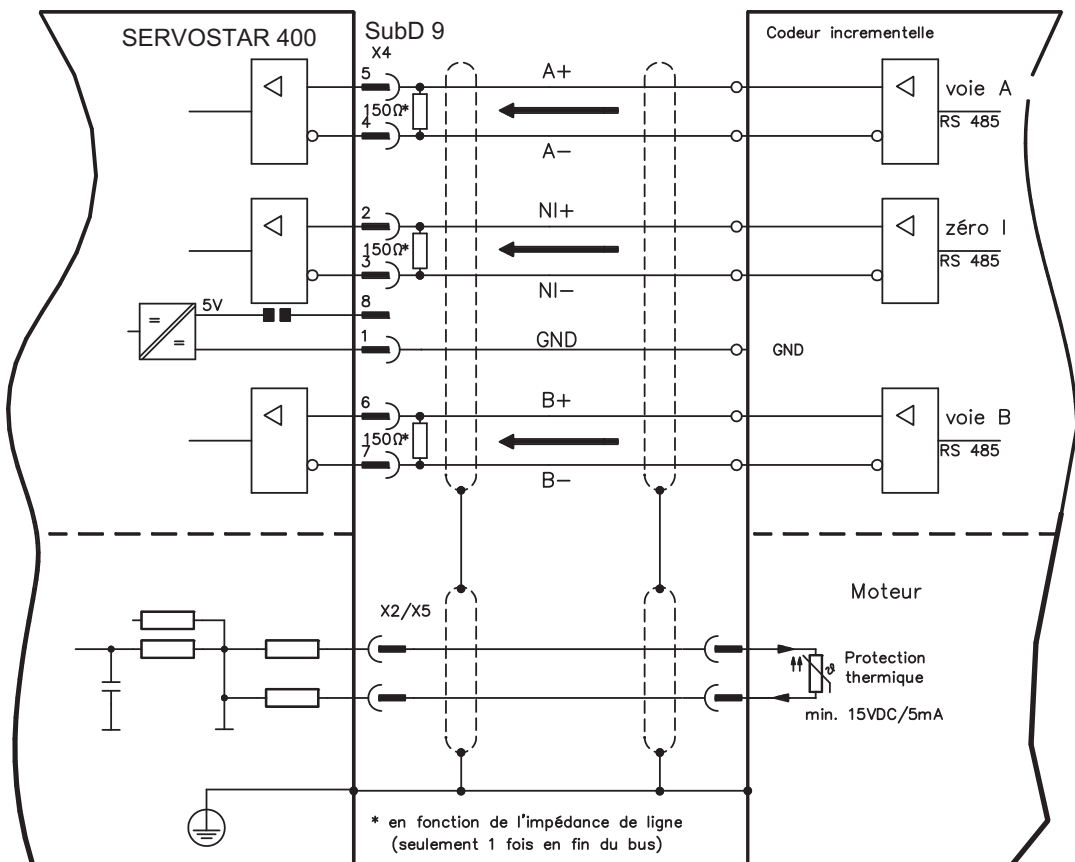 SERVOSTAR 400
SubD 9
X4
Codeur incrementelle
5
A+
voie A
150Ω*
RS 485
4
A-
2
NI+
zéro I
150Ω*
RS 485
3
NI-
5V
8
1
GND
GND
6
B+
voie B
150Ω*
RS 485
7
B-
Moteur
X2/X5
Protection
thermique
ϑ
min. 15VDC/5mA
* en fonction de l'impédance de ligne
(seulement 1 fois en fin du bus)